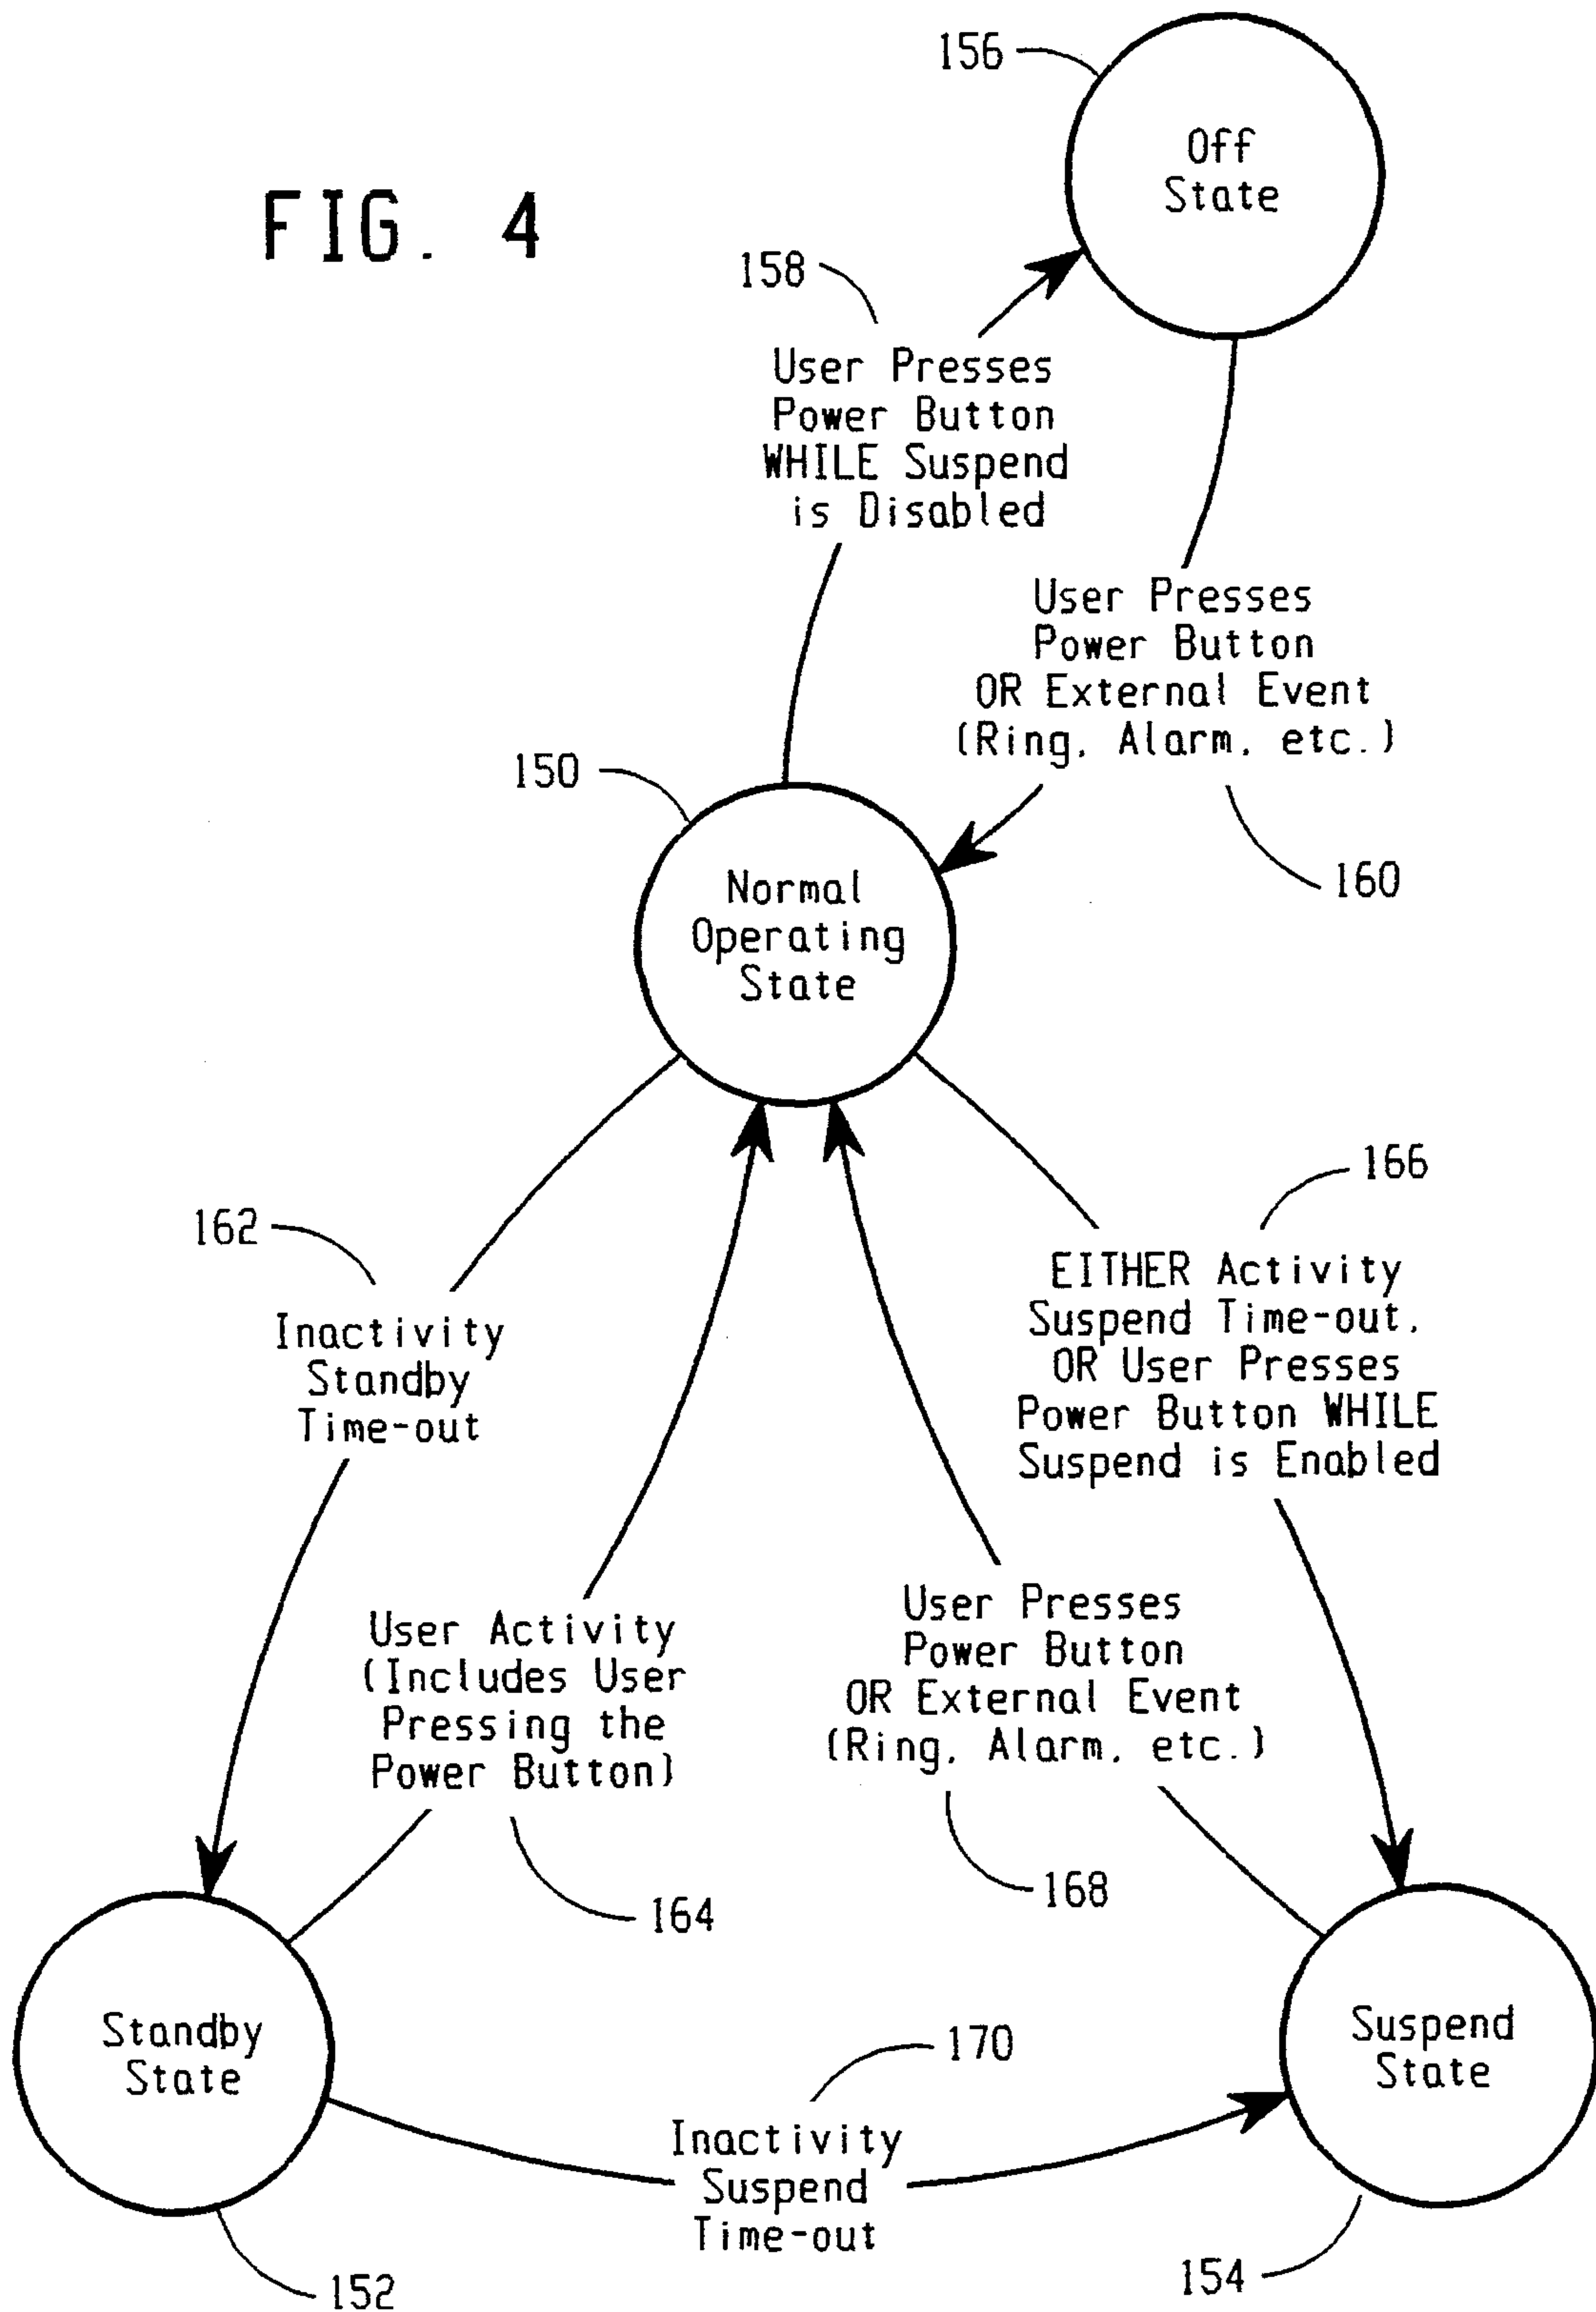 156
Off
State
FIG. 4
158
User Presses
Power Button
WHILE Suspend
is Disabled
User Presses
Power Button
OR External Event
(Ring, Alarm, etc.)
150
160
Normal
Operating
State
166
162
EITHER Activity
Suspend Time-out,
OR User Presses
Power Button WHILE
Suspend is Enabled
Inactivity
Standby
Time-out
User Activity
(Includes User
Pressing the
Power Button)
User Presses
Power Button
OR External Event
(Ring, Alarm, etc.)
164
168
Standby
State
Suspend
State
170
Inactivity
Suspend
Time-out
152
154